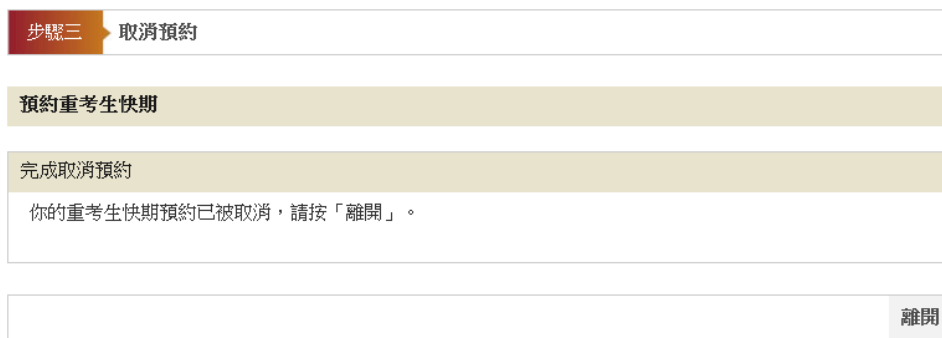 步驟三 取消預約
預約重考生快期
完成取消預約
你的重考生快期預約已被取消，請按「離開」。
離開